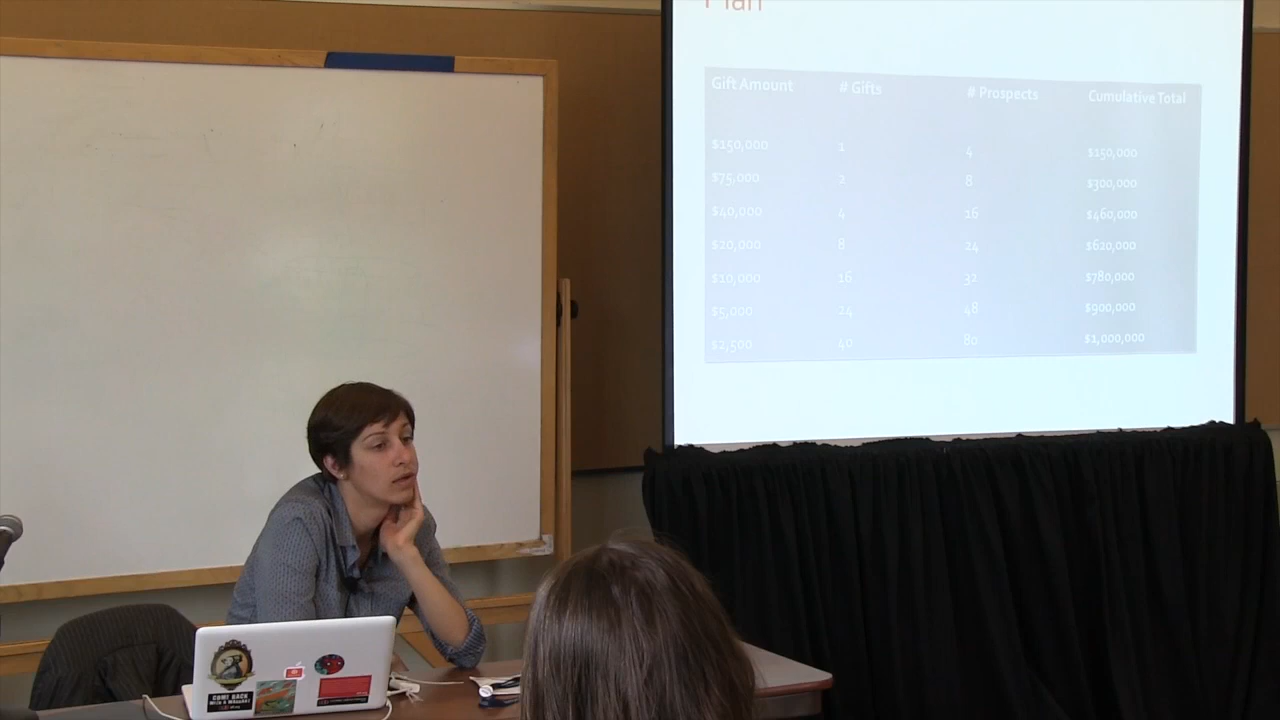 Plan
Gift Amount # Gifts # Prospects Cumulative Total
$150,000 1 4 $150,000
$75,000 2 8 $300,000
$40,000 4 16 $460,000
$20,000 8 24 $620,000
$10,000 16 32 $780,000
$5,000 24 48 $900,000
$2,500 40 80 $1,000,000
COME BACK